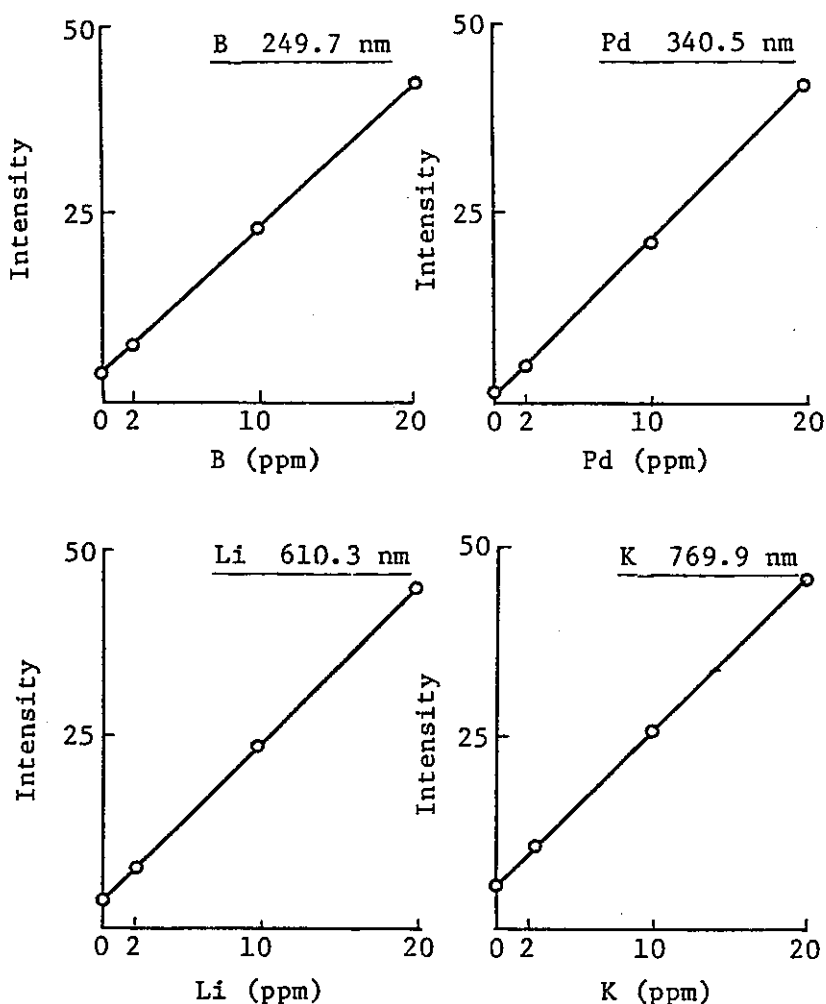 50
B 249.7 nm
Intensity
25
0 2 10 20
B (ppm)
50
Pd 340.5 nm
Intensity
25
0 2 10 20
Pd (ppm)
50
Li 610.3 nm
Intensity
25
0 2 10 20
Li (ppm)
50
K 769.9 nm
Intensity
25
0 2 10 20
K (ppm)